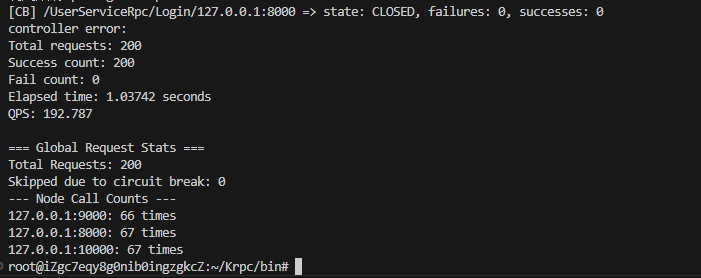 [CB] /UserServiceRpc/Login/127.0.0.1:8000 => state: CLOSED, failures: 0, successes: 0
controller error:
Total requests: 200
Success count: 200
Fail count: 0
Elapsed time: 1.03742 seconds
QPS: 192.787
=== Global Request Stats ===
Total Requests: 200
Skipped due to circuit break: 0
--- Node Call Counts ---
127.0.0.1:9000: 66 times
127.0.0.1:8000: 67 times
127.0.0.1:10000: 67 times
root@iZgc7eqy8g0nib0ingzgkcZ:~/Krpc/bin#